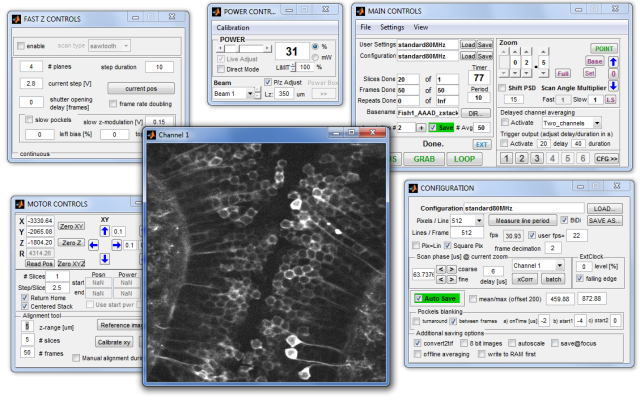 FAST Z CONTROLS
enable scan type sawtooth
4 # planes step duration 10
2.8 current step [V] current pos
0 shutter opening delay [frames] frame rate doubling
slow pockets slow z-modulation [V] 0.15
0 left bias [%] 0 top
continuous
POWER CONTR...
Calibration
POWER
31 % mW
Live Adjust
Direct Mode LIMIT 100 %
Beam P/z Adjust Power Box
Beam 1 Lz: 350 um >>
MAIN CONTROLS
File Settings View
User Settings standard80MHz Load Save
Configuration standard80MHz Load Save
Timer
Slices Done 20 of 1 77
Frames Done 50 of 50 Period
Repeats Done 0 of Inf 10
Basename Fish1_AAAD_zstack DIR...
# 2 + Save # Avg 50
Done. EXT
US GRAB LOOP
Zoom
0 2 . 5 POINT
Base
Full Set 0
Shift PSD Scan Angle Multiplier
15 Fast 1 Slow 1 LS
Delayed channel averaging
Activate Two_channels
Trigger output (adjust delay/duration in s)
Activate 20 delay 40 duration
1 2 3 4 5 6 CFG >>
Channel 1
MOTOR CONTROLS
X -3330.64 Zero XY XY
Y -2065.08 0.1
Z -1804.20 Zero Z 0.1
R 4314.28
Read Pos Zero XYZ
# Slices 1 Posn Power
Step/Slice 2.5 start NaN NaN
end NaN NaN
Return Home
Centered Stack Use start pwr
Alignment tool
5 z-range [um] Reference imag
5 # slices Calibrate xy
50 # frames Manual alignment durin
CONFIGURATION
Configuration standard80MHz LOAD...
Pixels / Line 512 Measure line period BiDi SAVE AS...
Lines / Frame 512 fps 30.93 user fps= 22
Pix=Lin Square Pix frame decimation 2
Scan phase [us] @ current zoom
63.7376 < > coarse 6 Channel 1
< > fine delay [us] xCorr batch
ExtClock
0 level [%]
falling edge
Auto Save mean/max (offset 200) 459.88 872.88
Pockels blanking
turnaround between frames a) onTime [us] -2 b) start1 -4 c) start2 0
Additional saving options
convert2tif 8 bit images autoscale save@focus
offline averaging write to RAM first